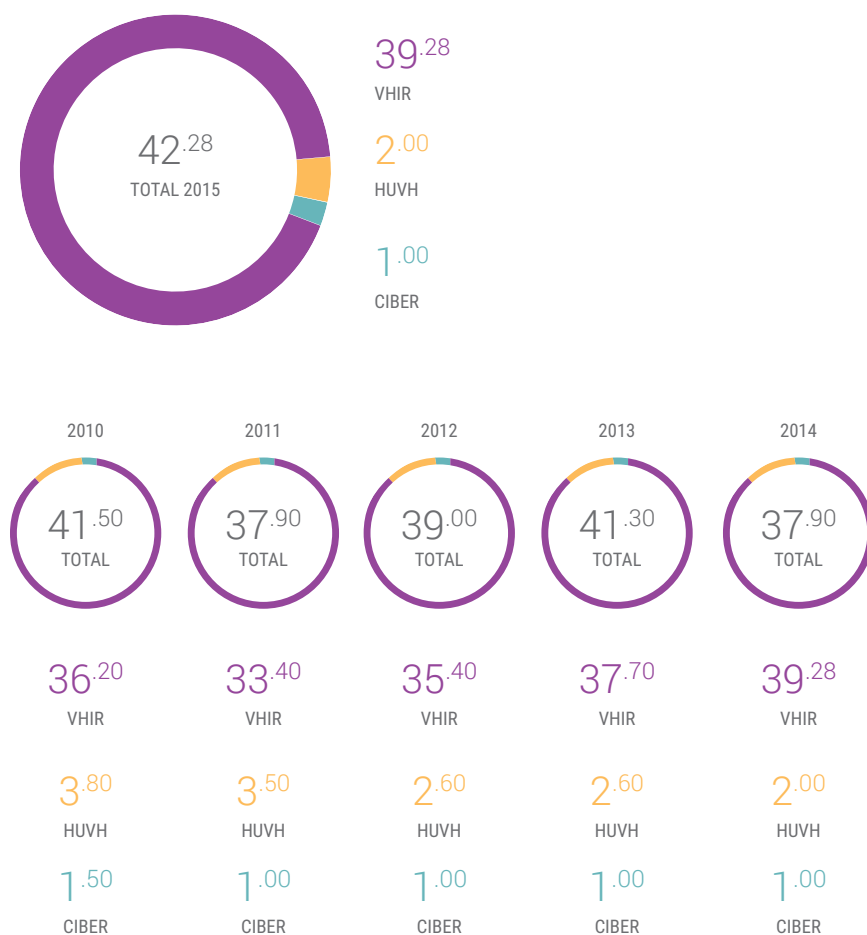 42.28
TOTAL 2015
39.28
VHIR
2.00
HUVH
1.00
CIBER
2010 2011 2012 2013 2014
41.50 37.90 39.00 41.30 37.90
TOTAL TOTAL TOTAL TOTAL TOTAL
36.20 33.40 35.40 37.70 39.28
VHIR VHIR VHIR VHIR VHIR
3.80 3.50 2.60 2.60 2.00
HUVH HUVH HUVH HUVH HUVH
1.50 1.00 1.00 1.00 1.00
CIBER CIBER CIBER CIBER CIBER